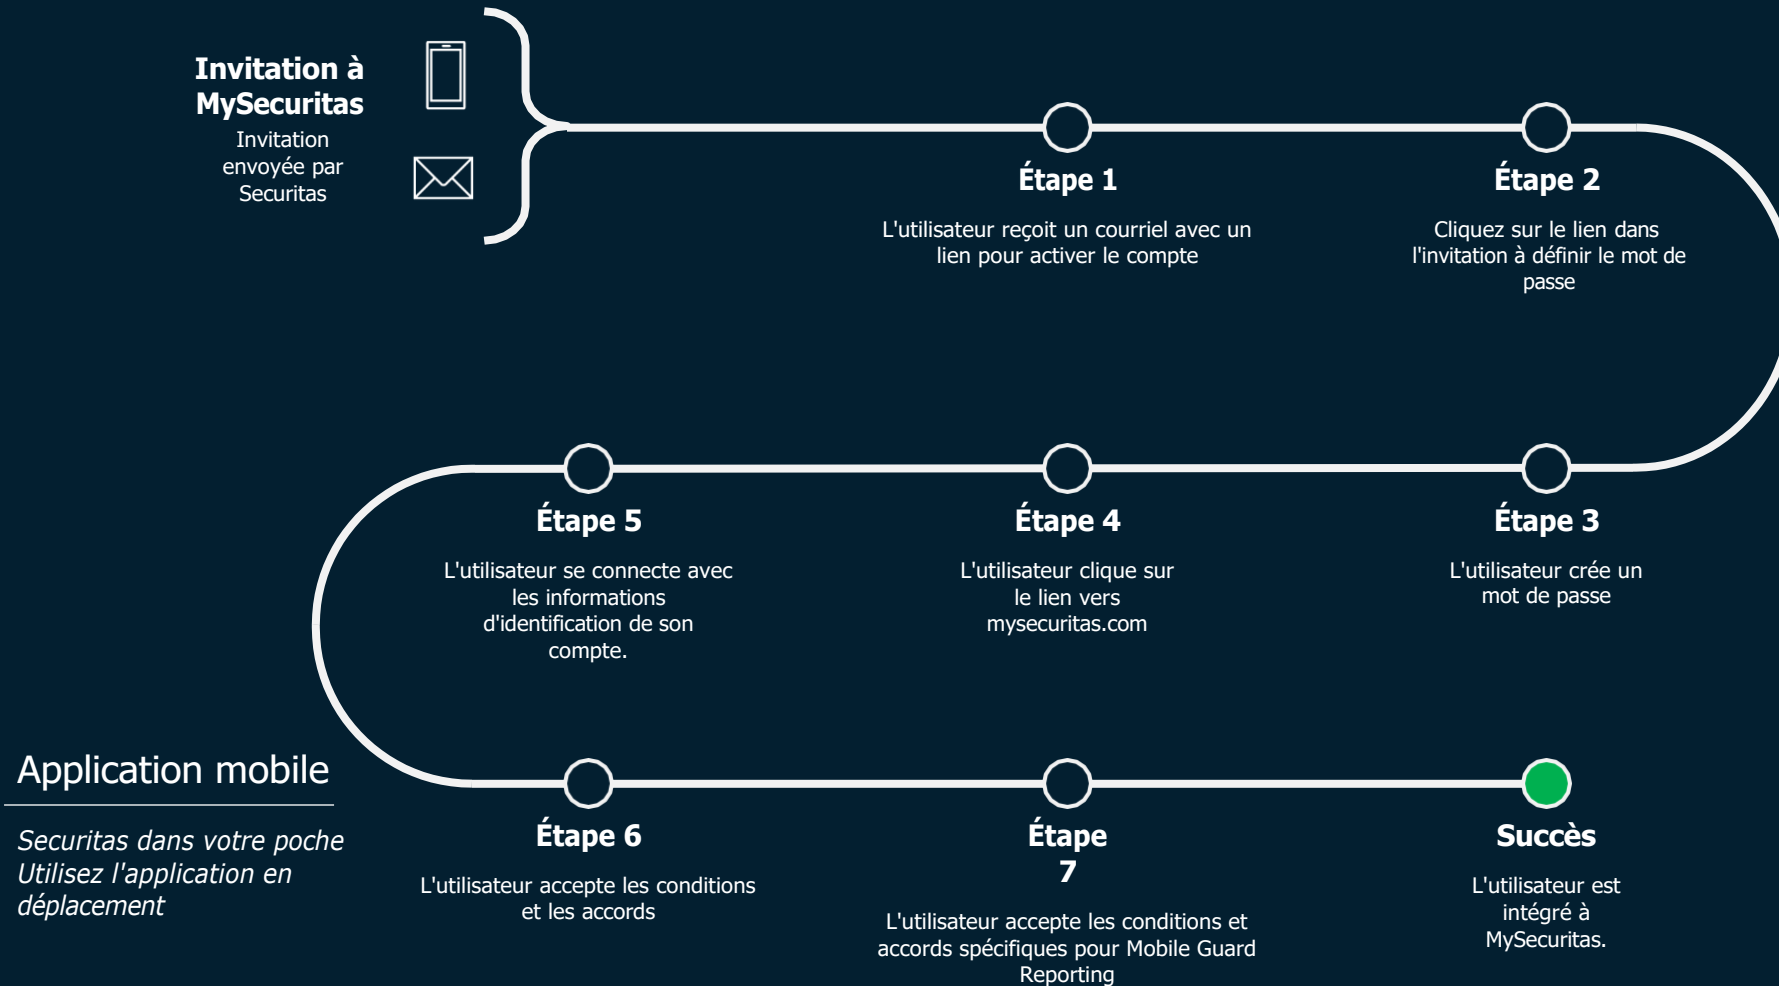 Invitation à
MySecuritas
Invitation
envoyée par
Securitas
Étape 1
L'utilisateur reçoit un courriel avec un
lien pour activer le compte
Étape 2
Cliquez sur le lien dans
l'invitation à définir le mot de
passe
Étape 3
L'utilisateur crée un
mot de passe
Étape 4
L'utilisateur clique sur
le lien vers
mysecuritas.com
Étape 5
L'utilisateur se connecte avec
les informations
d'identification de son
compte.
Application mobile
Securitas dans votre poche
Utilisez l'application en
déplacement
Étape 6
L'utilisateur accepte les conditions
et les accords
Étape
7
L'utilisateur accepte les conditions et
accords spécifiques pour Mobile Guard
Reporting
Succès
L'utilisateur est
intégré à
MySecuritas.